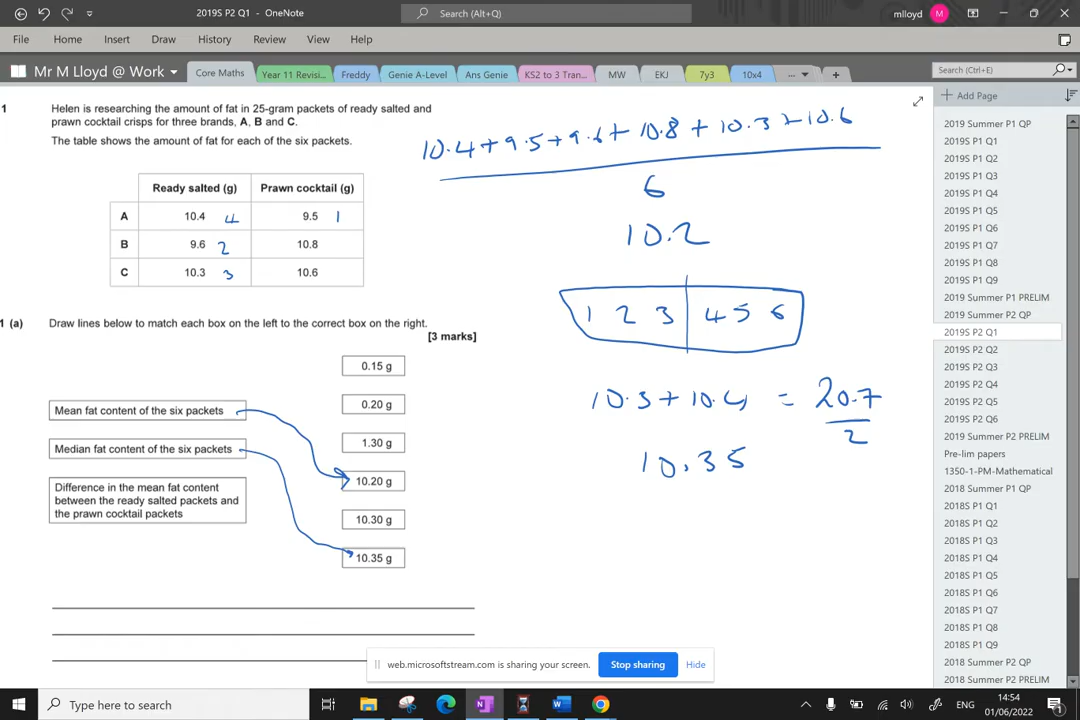 2019S P2 Q1 - OneNote
Search (Alt+Q)
mlloyd
M
File Home Insert Draw History Review View Help
Mr M Lloyd @ Work
Core Maths
Year 11 Revisi...
Freddy
Genie A-Level
Ans Genie
KS2 to 3 Tran...
MW
EKJ
7y3
10x4
...
+
Search (Ctrl+E)
1 Helen is researching the amount of fat in 25-gram packets of ready salted and
prawn cocktail crisps for three brands, A, B and C.
The table shows the amount of fat for each of the six packets.
Ready salted (g) Prawn cocktail (g)
A 10.4 4 9.5 1
B 9.6 2 10.8
C 10.3 3 10.6
10.4+9.5+9.6+10.8+10.3+10.6
6
10.2
1 2 3 4 5 6
10.3+10.4 = 20.7
2
10.35
1 (a) Draw lines below to match each box on the left to the correct box on the right.
[3 marks]
0.15 g
0.20 g
1.30 g
10.20 g
10.30 g
10.35 g
Mean fat content of the six packets
Median fat content of the six packets
Difference in the mean fat content
between the ready salted packets and
the prawn cocktail packets
Add Page
2019 Summer P1 QP
2019S P1 Q1
2019S P1 Q2
2019S P1 Q3
2019S P1 Q4
2019S P1 Q5
2019S P1 Q6
2019S P1 Q7
2019S P1 Q8
2019S P1 Q9
2019 Summer P1 PRELIM
2019 Summer P2 QP
2019S P2 Q1
2019S P2 Q2
2019S P2 Q3
2019S P2 Q4
2019S P2 Q5
2019S P2 Q6
2019 Summer P2 PRELIM
Pre-lim papers
1350-1-PM-Mathematical
2018 Summer P1 QP
2018S P1 Q1
2018S P1 Q2
2018S P1 Q3
2018S P1 Q4
2018S P1 Q5
2018S P1 Q6
2018S P1 Q7
2018S P1 Q8
2018S P1 Q9
2018 Summer P2 QP
2018 Summer P1 PRELIM
web.microsoftstream.com is sharing your screen.
Stop sharing
Hide
Type here to search
ENG
14:54
01/06/2022